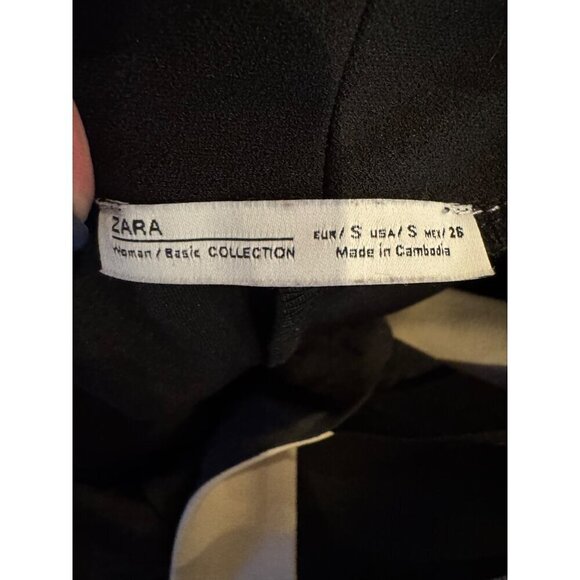 ZARA
Woman / Basic COLLECTION
EUR/ S USA/ S MEX/ 26
Made in Cambodia